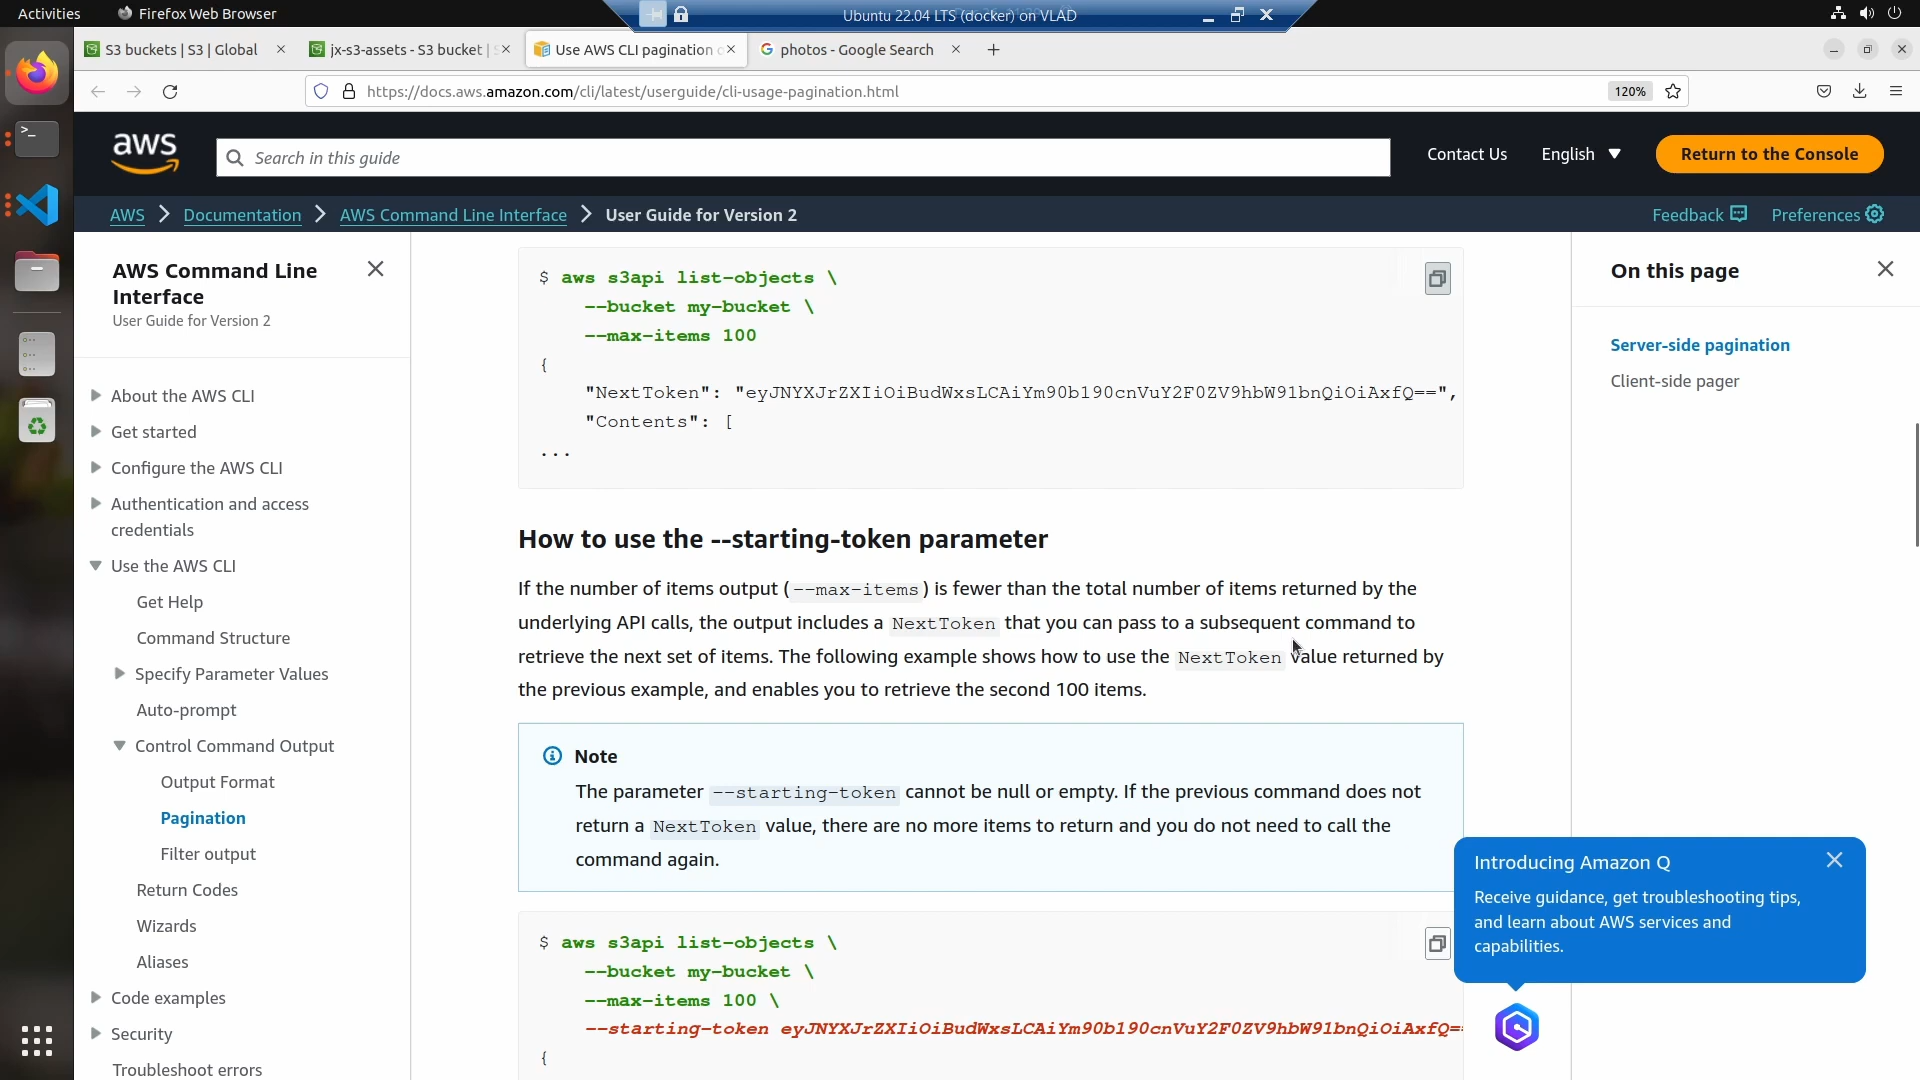 Activities
Firefox Web Browser
Ubuntu 22.04 LTS (docker) on VLAD
S3 buckets | S3 | Global
jx-s3-assets - S3 bucket |
Use AWS CLI pagination
photos - Google Search
https://docs.aws.amazon.com/cli/latest/userguide/cli-usage-pagination.html
120%
aws
Search in this guide
Contact Us
English
Return to the Console
AWS
Documentation
AWS Command Line Interface
User Guide for Version 2
Feedback
Preferences
AWS Command Line
Interface
User Guide for Version 2
About the AWS CLI
Get started
Configure the AWS CLI
Authentication and access
credentials
Use the AWS CLI
Get Help
Command Structure
Specify Parameter Values
Auto-prompt
Control Command Output
Output Format
Pagination
Filter output
Return Codes
Wizards
Aliases
Code examples
Security
Troubleshoot errors
$ aws s3api list-objects \
--bucket my-bucket \
--max-items 100
{
"NextToken": "eyJNYXJrZXIiOiBudWxsLCAiYm90b190cnVuY2F0ZV9hbW91bnQiOiAxfQ==",
"Contents": [
...
How to use the --starting-token parameter
If the number of items output (--max-items) is fewer than the total number of items returned by the
underlying API calls, the output includes a NextToken that you can pass to a subsequent command to
retrieve the next set of items. The following example shows how to use the NextToken value returned by
the previous example, and enables you to retrieve the second 100 items.
Note
The parameter --starting-token cannot be null or empty. If the previous command does not
return a NextToken value, there are no more items to return and you do not need to call the
command again.
$ aws s3api list-objects \
--bucket my-bucket \
--max-items 100 \
--starting-token eyJNYXJrZXIiOiBudWxsLCAiYm90b190cnVuY2F0ZV9hbW91bnQiOiAxfQ==
{
On this page
Server-side pagination
Client-side pager
Introducing Amazon Q
Receive guidance, get troubleshooting tips,
and learn about AWS services and
capabilities.